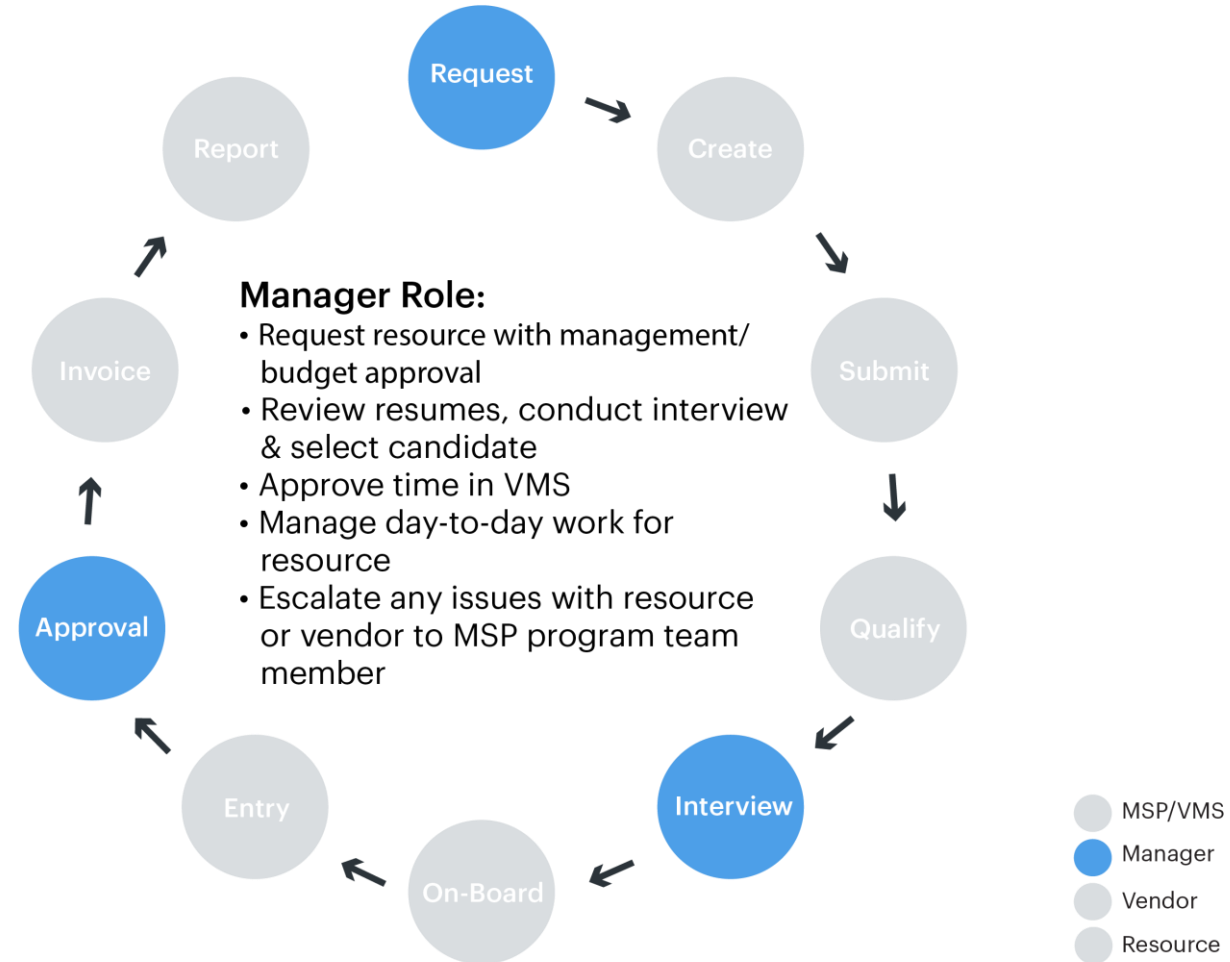 Request
Create
Submit
Qualify
Interview
On-Board
Entry
Approval
Invoice
Report
Manager Role:
• Request resource with management/
budget approval
• Review resumes, conduct interview
& select candidate
• Approve time in VMS
• Manage day-to-day work for
resource
• Escalate any issues with resource
or vendor to MSP program team
member
MSP/VMS
Manager
Vendor
Resource